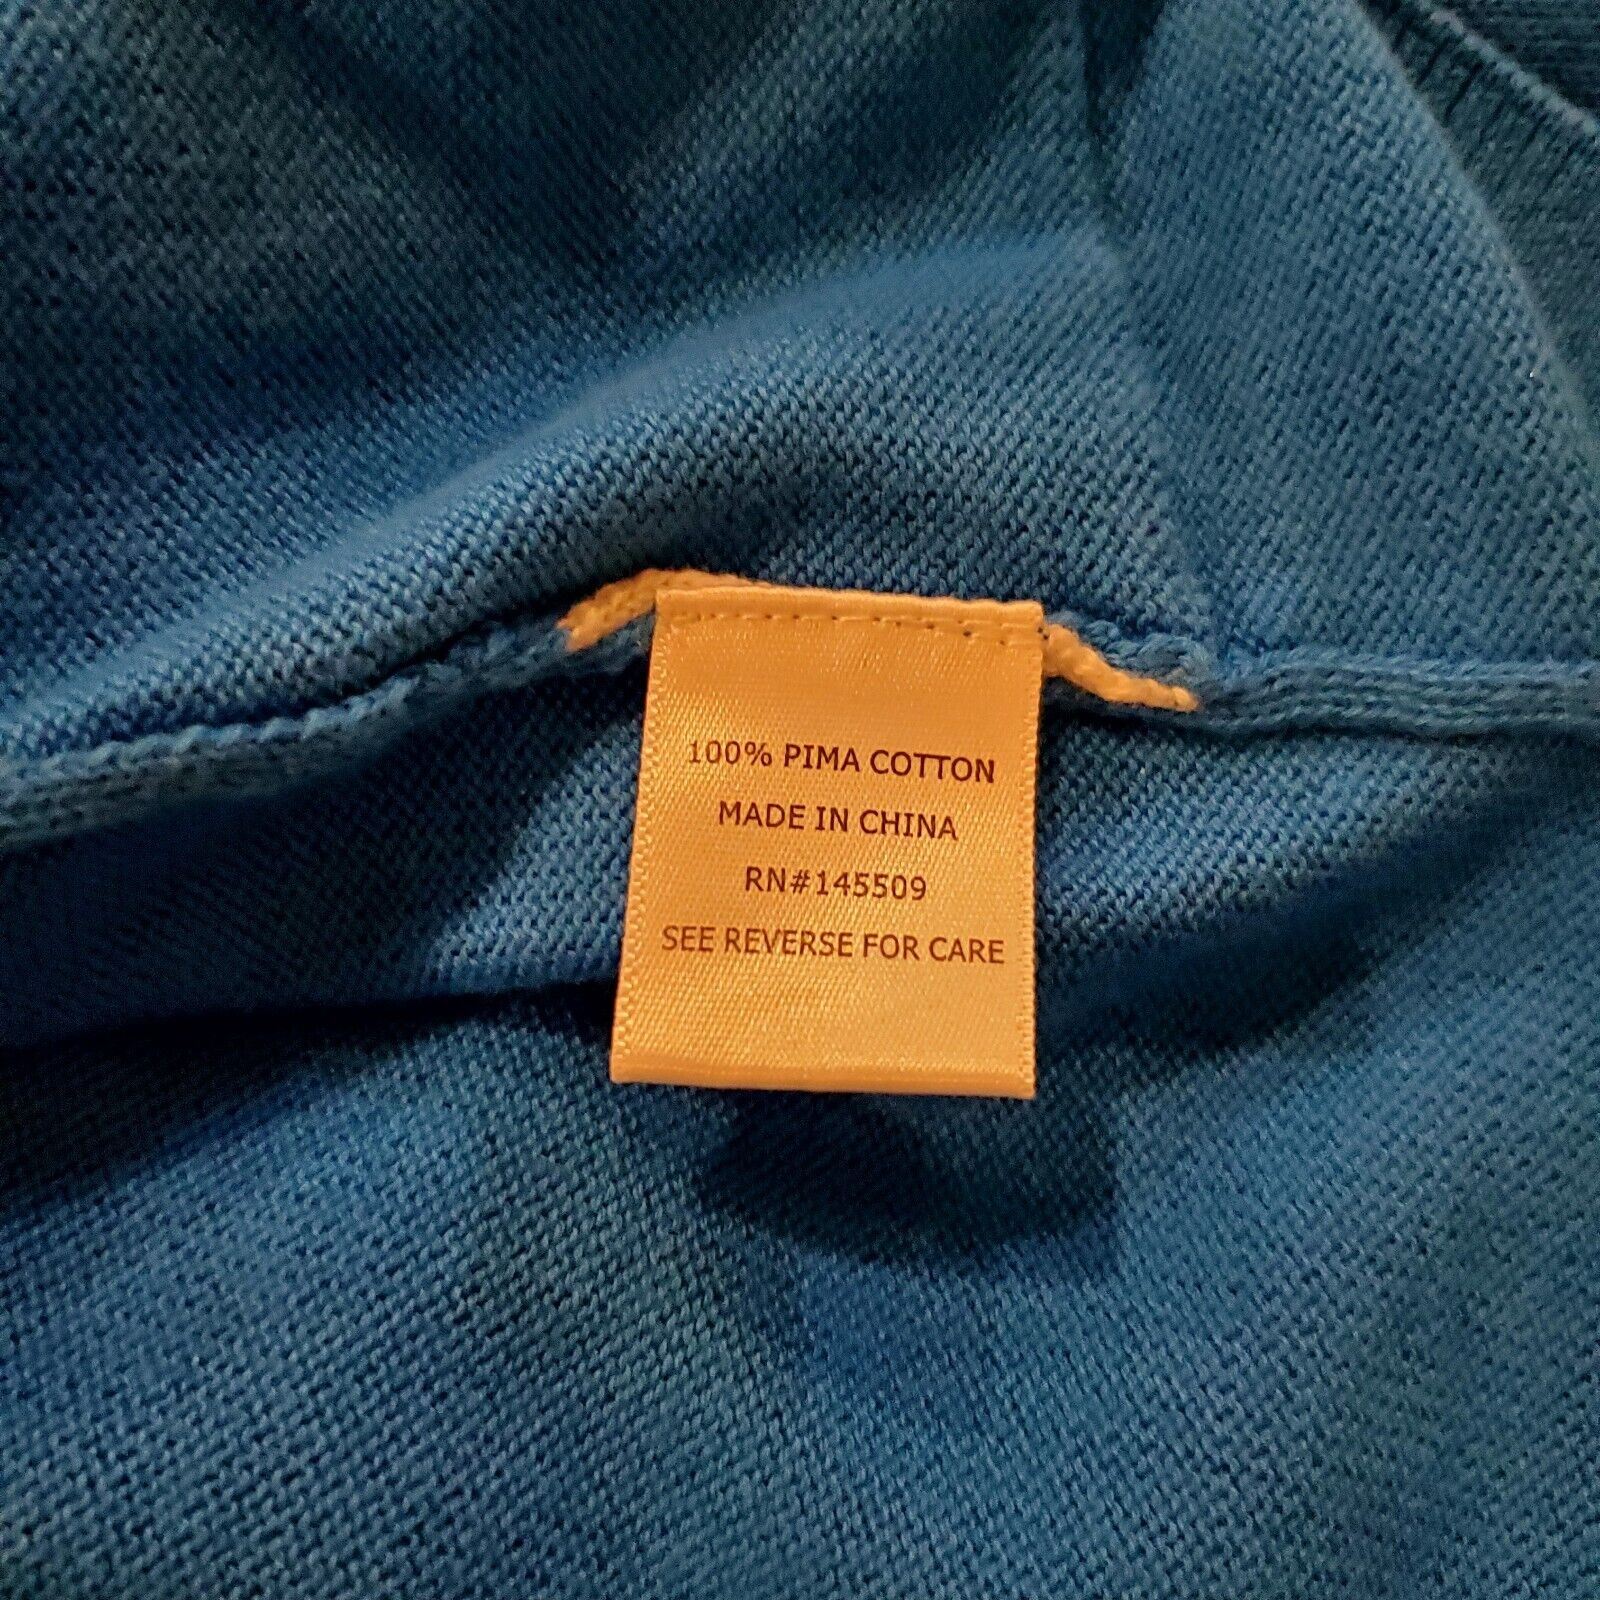 100% PIMA COTTON
MADE IN CHINA
RN#145509
SEE REVERSE FOR CARE